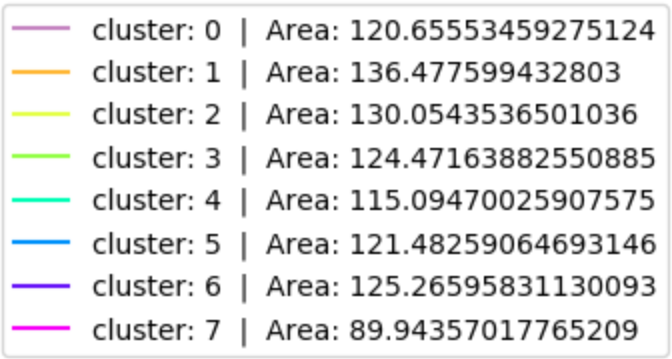 cluster: 0 | Area: 120.65553459275124
cluster: 1 | Area: 136.477599432803
cluster: 2 | Area: 130.0543536501036
cluster: 3 | Area: 124.47163882550885
cluster: 4 | Area: 115.09470025907575
cluster: 5 | Area: 121.48259064693146
cluster: 6 | Area: 125.26595831130093
cluster: 7 | Area: 89.94357017765209